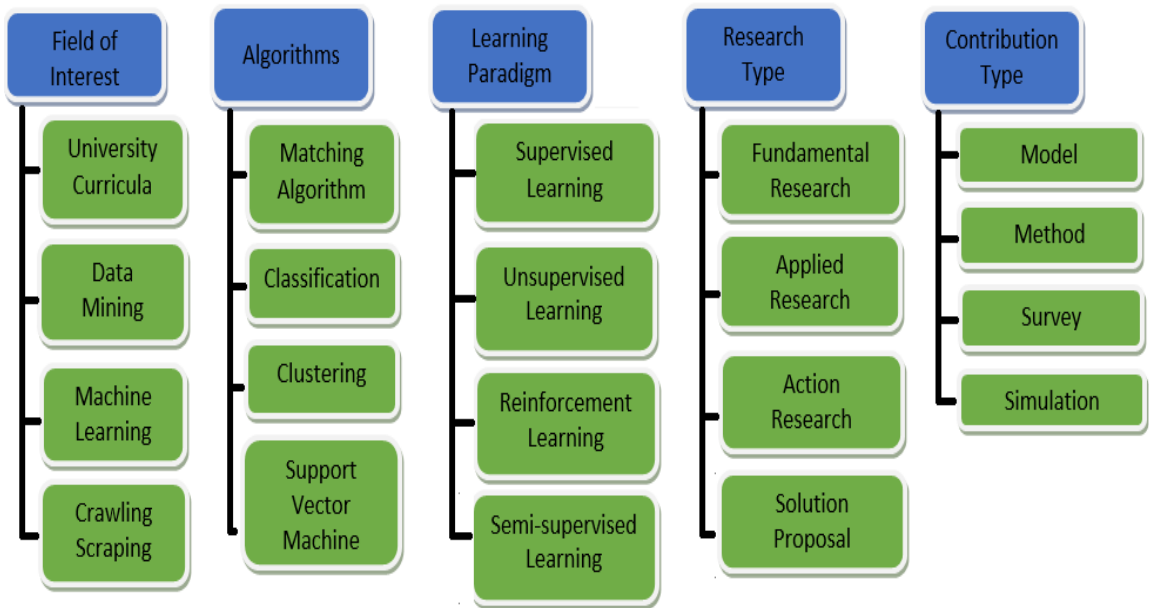 Field of
Interest
University
Curricula
Data
Mining
Machine
Learning
Crawling
Scraping
Algorithms
Matching
Algorithm
Classification
Clustering
Support
Vector
Machine
Learning
Paradigm
Supervised
Learning
Unsupervised
Learning
Reinforcement
Learning
Semi-supervised
Learning
Research
Type
Fundamental
Research
Applied
Research
Action
Research
Solution
Proposal
Contribution
Type
Model
Method
Survey
Simulation